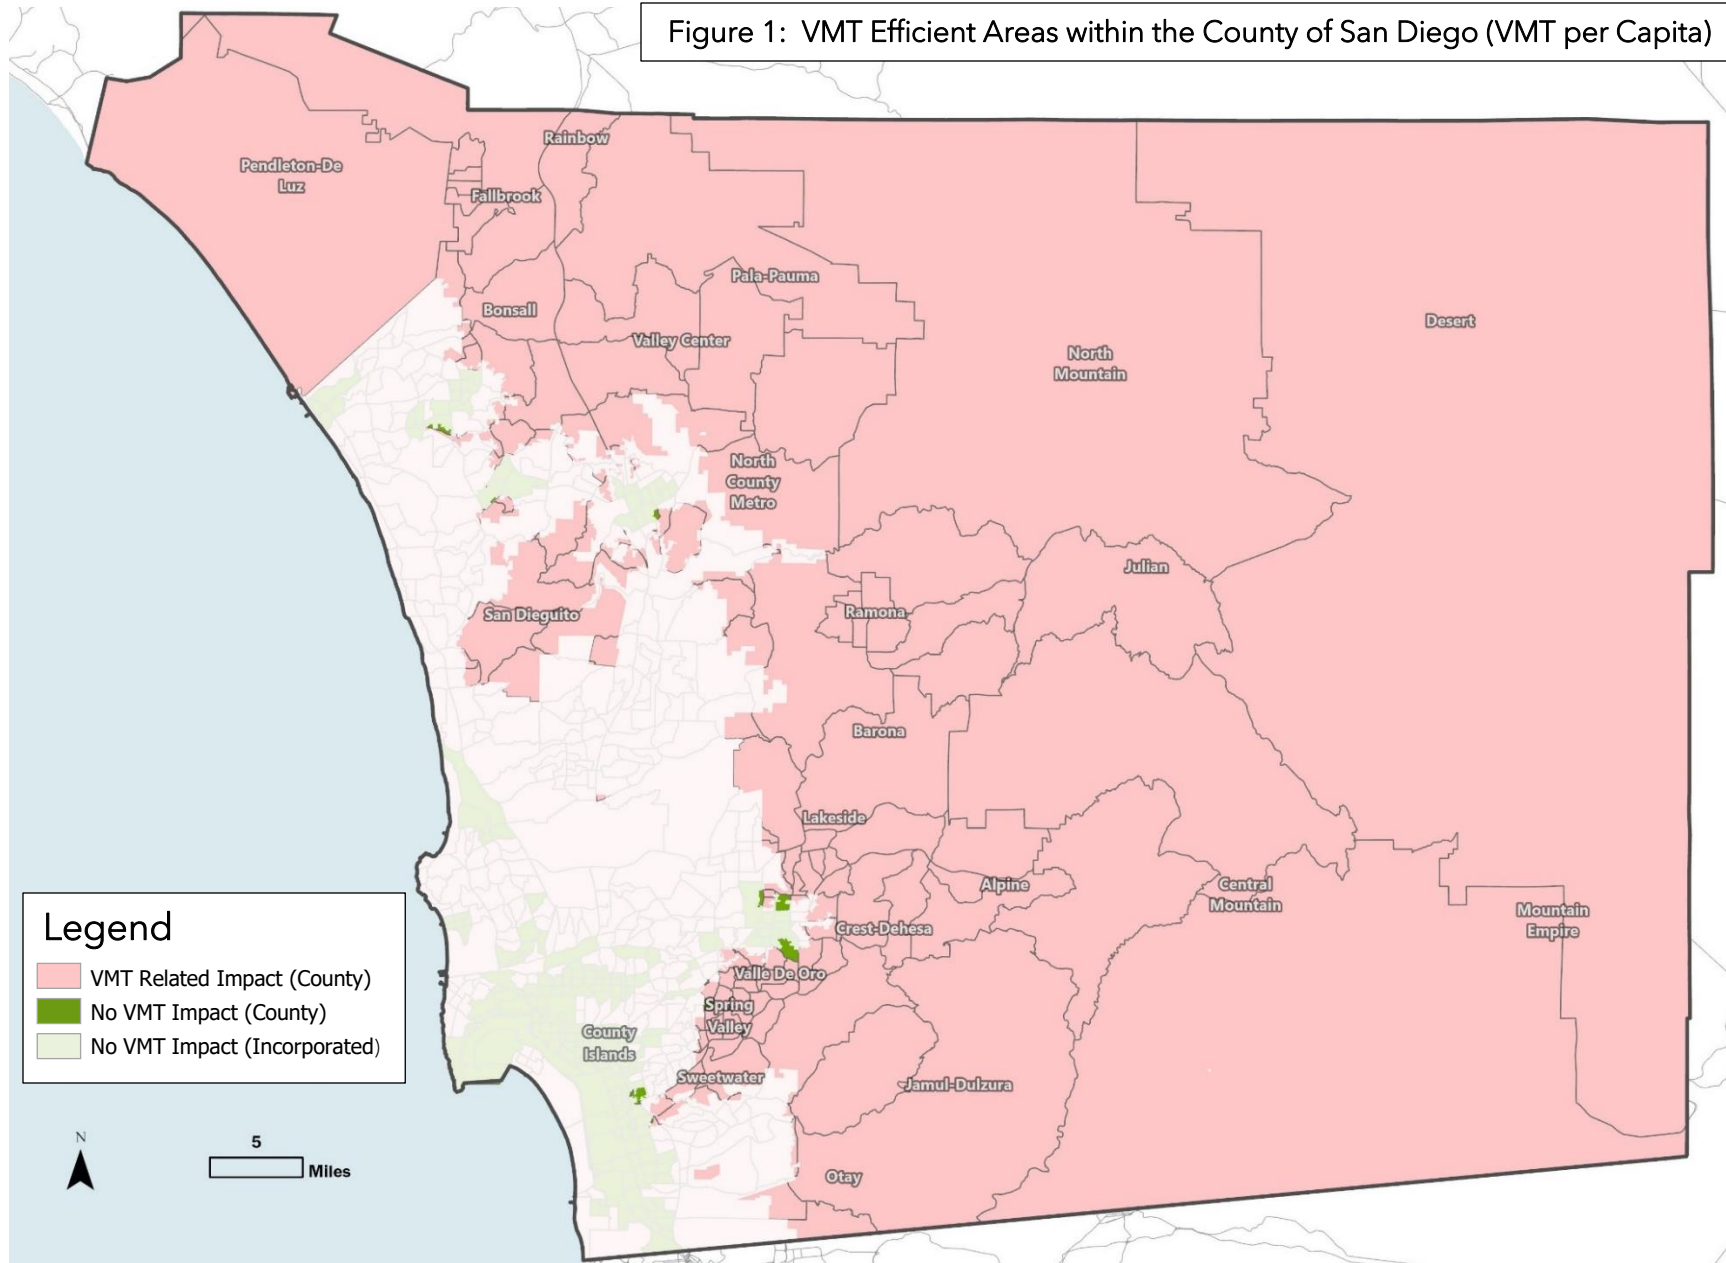 Figure 1: VMT Efficient Areas within the County of San Diego (VMT per Capita)
Rainbow
Pendleton-De
Luz
Fallbrook
Pala-Pauma
Bonsall
Desert
Valley Center
North
Mountain
North
County
Metro
Julian
San Dieguito
Ramona
Barona
Lakeside
Alpine
Central
Mountain
Mountain
Empire
Crest-Dehesa
Valle De Oro
Spring
Valley
County
Islands
Sweetwater
Jamul-Dulzura
Otay
Legend
VMT Related Impact (County)
No VMT Impact (County)
No VMT Impact (Incorporated)
N
5
Miles